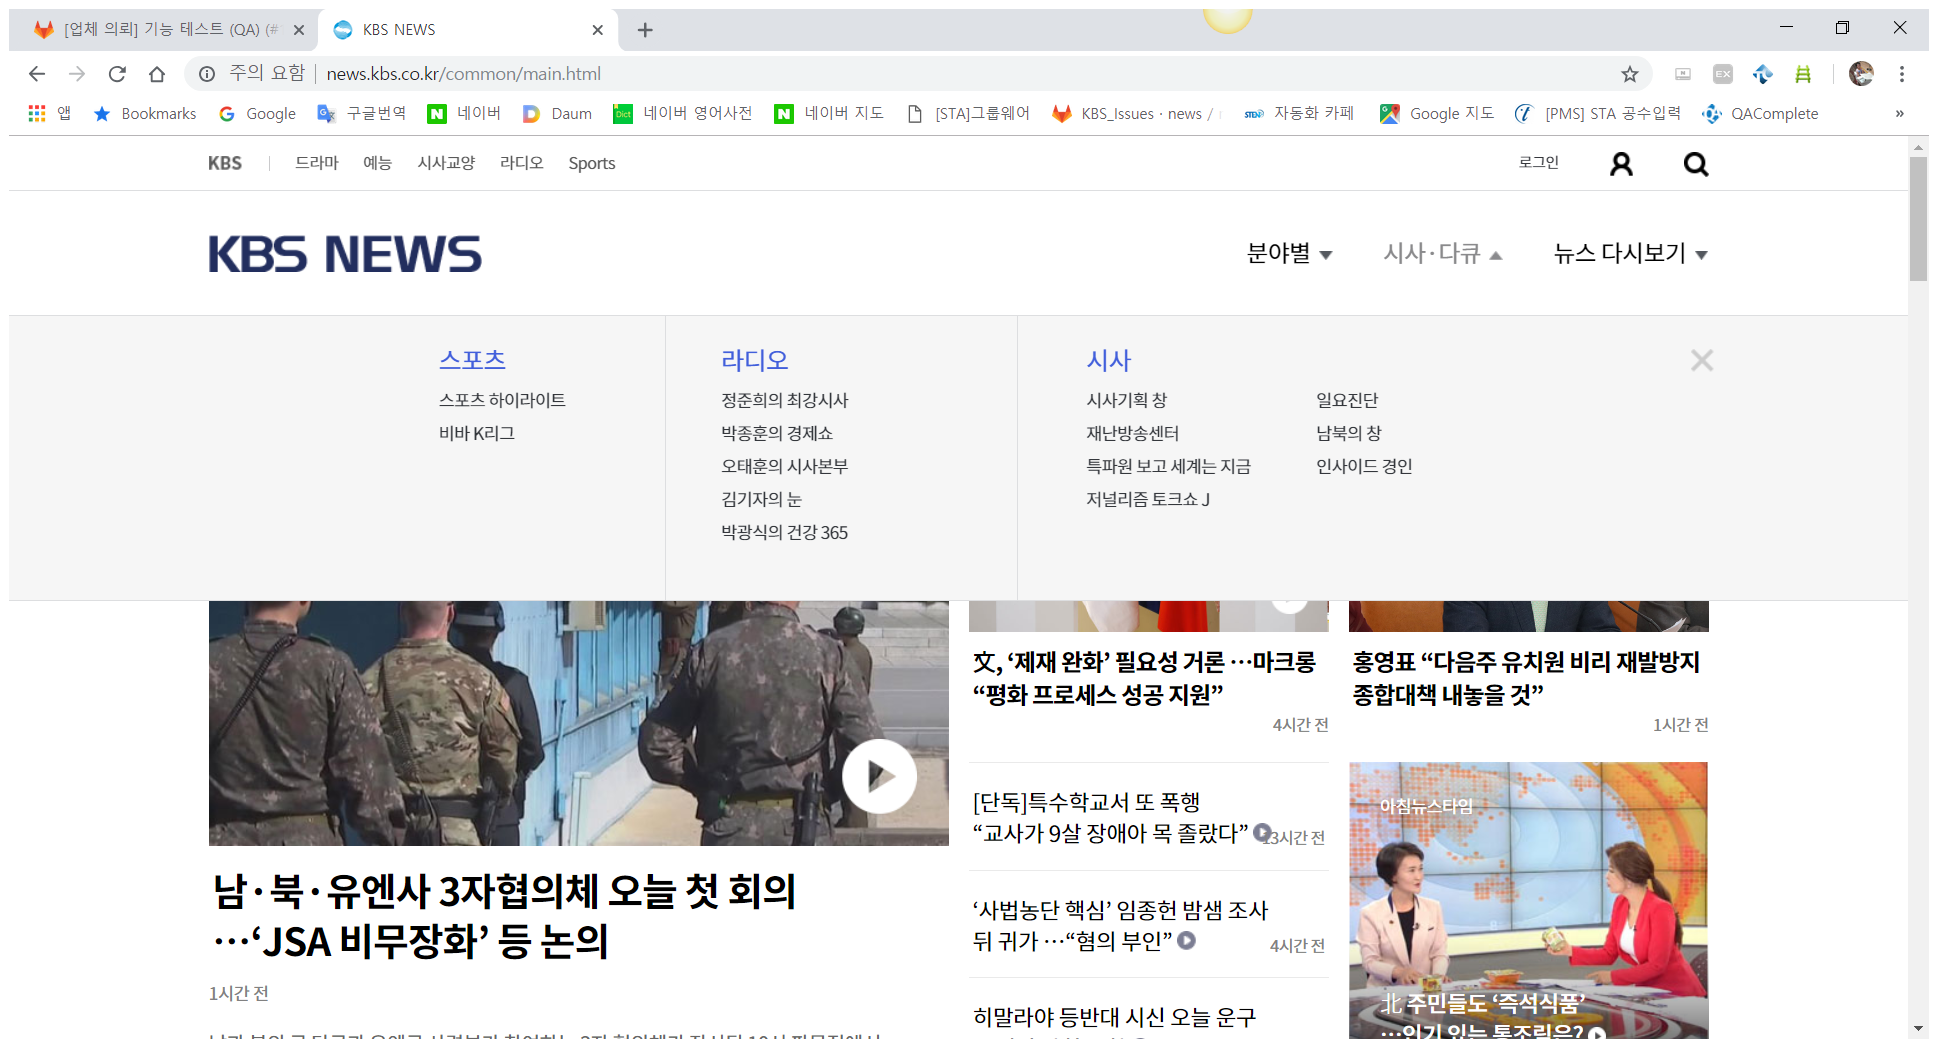 [업체 의뢰] 기능 테스트 (QA) (#
KBS NEWS
주의 요함 | news.kbs.co.kr/common/main.html
EX
앱 Bookmarks Google 구글번역 네이버 Daum Dict 네이버 영어사전 네이버 지도 [STA]그룹웨어 KBS_Issues · news / STEN 자동화 카페 Google 지도 [PMS] STA 공수입력 QAComplete »
KBS 드라마 예능 시사교양 라디오 Sports 로그인
KBS NEWS
분야별 시사·다큐 뉴스 다시보기
스포츠
스포츠 하이라이트
비바 K리그
라디오
정준희의 최강시사
박종훈의 경제쇼
오태훈의 시사본부
김기자의 눈
박광식의 건강 365
시사
시사기획 창
재난방송센터
특파원 보고 세계는 지금
저널리즘 토크쇼 J
일요진단
남북의 창
인사이드 경인
남·북·유엔사 3자협의체 오늘 첫 회의
…‘JSA 비무장화’ 등 논의
1시간 전
文, ‘제재 완화’ 필요성 거론 …마크롱
“평화 프로세스 성공 지원”
4시간 전
[단독]특수학교서 또 폭행
“교사가 9살 장애아 목 졸랐다”
13시간 전
‘사법농단 핵심’ 임종헌 밤샘 조사
뒤 귀가 …“혐의 부인”
4시간 전
히말라야 등반대 시신 오늘 운구
홍영표 “다음주 유치원 비리 재발방지
종합대책 내놓을 것”
1시간 전
아침뉴스타임
北 주민들도 ‘즉석식품’
…인기 있는 통조림은?